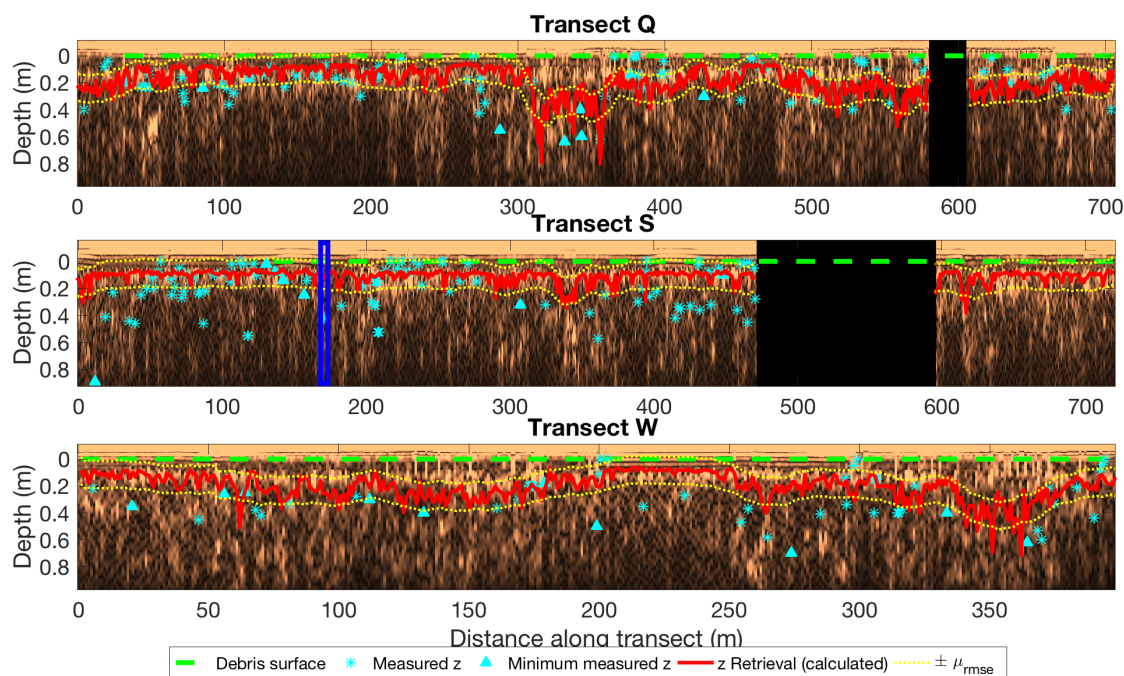 Transect Q
Depth (m)
0
0.2
0.4
0.6
0.8
0 100 200 300 400 500 600 700
Transect S
Depth (m)
0
0.2
0.4
0.6
0.8
0 100 200 300 400 500 600 700
Transect W
Depth (m)
0
0.2
0.4
0.6
0.8
0 50 100 150 200 250 300 350
Distance along transect (m)
Debris surface Measured z Minimum measured z z Retrieval (calculated) ± μrmse